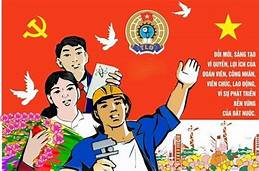 TLD
ĐỔI MỚI, SÁNG TẠO
VÌ QUYỀN, LỢI ÍCH CỦA
ĐOÀN VIÊN, CÔNG NHÂN,
VIÊN CHỨC, LAO ĐỘNG,
VÌ SỰ PHÁT TRIỂN
BỀN VỮNG
CỦA ĐẤT NƯỚC.